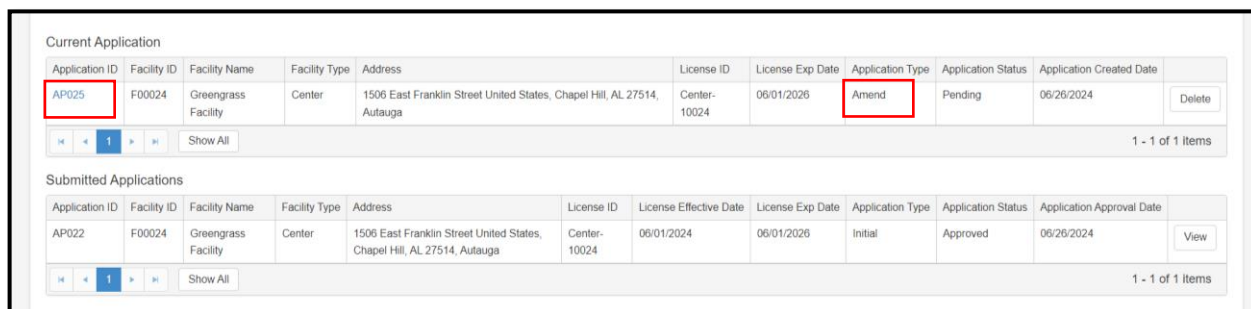 Current Application
Application ID Facility ID Facility Name Facility Type Address License ID License Exp Date Application Type Application Status Application Created Date
AP025 F00024 Greengrass Center 1506 East Franklin Street United States, Chapel Hill, AL 27514, Center- 06/01/2026 Amend Pending 06/26/2024 Delete
Facility Autauga 10024
1 Show All 1 - 1 of 1 items
Submitted Applications
Application ID Facility ID Facility Name Facility Type Address License ID License Effective Date License Exp Date Application Type Application Status Application Approval Date
AP022 F00024 Greengrass Center 1506 East Franklin Street United States, Center- 06/01/2024 06/01/2026 Initial Approved 06/26/2024 View
Facility Chapel Hill, AL 27514, Autauga 10024
1 Show All 1 - 1 of 1 items